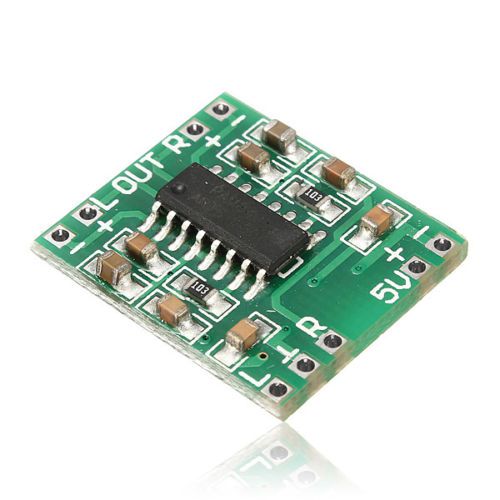 - + L OUT R + -
103
103
+ -
5V
L ⊥ R